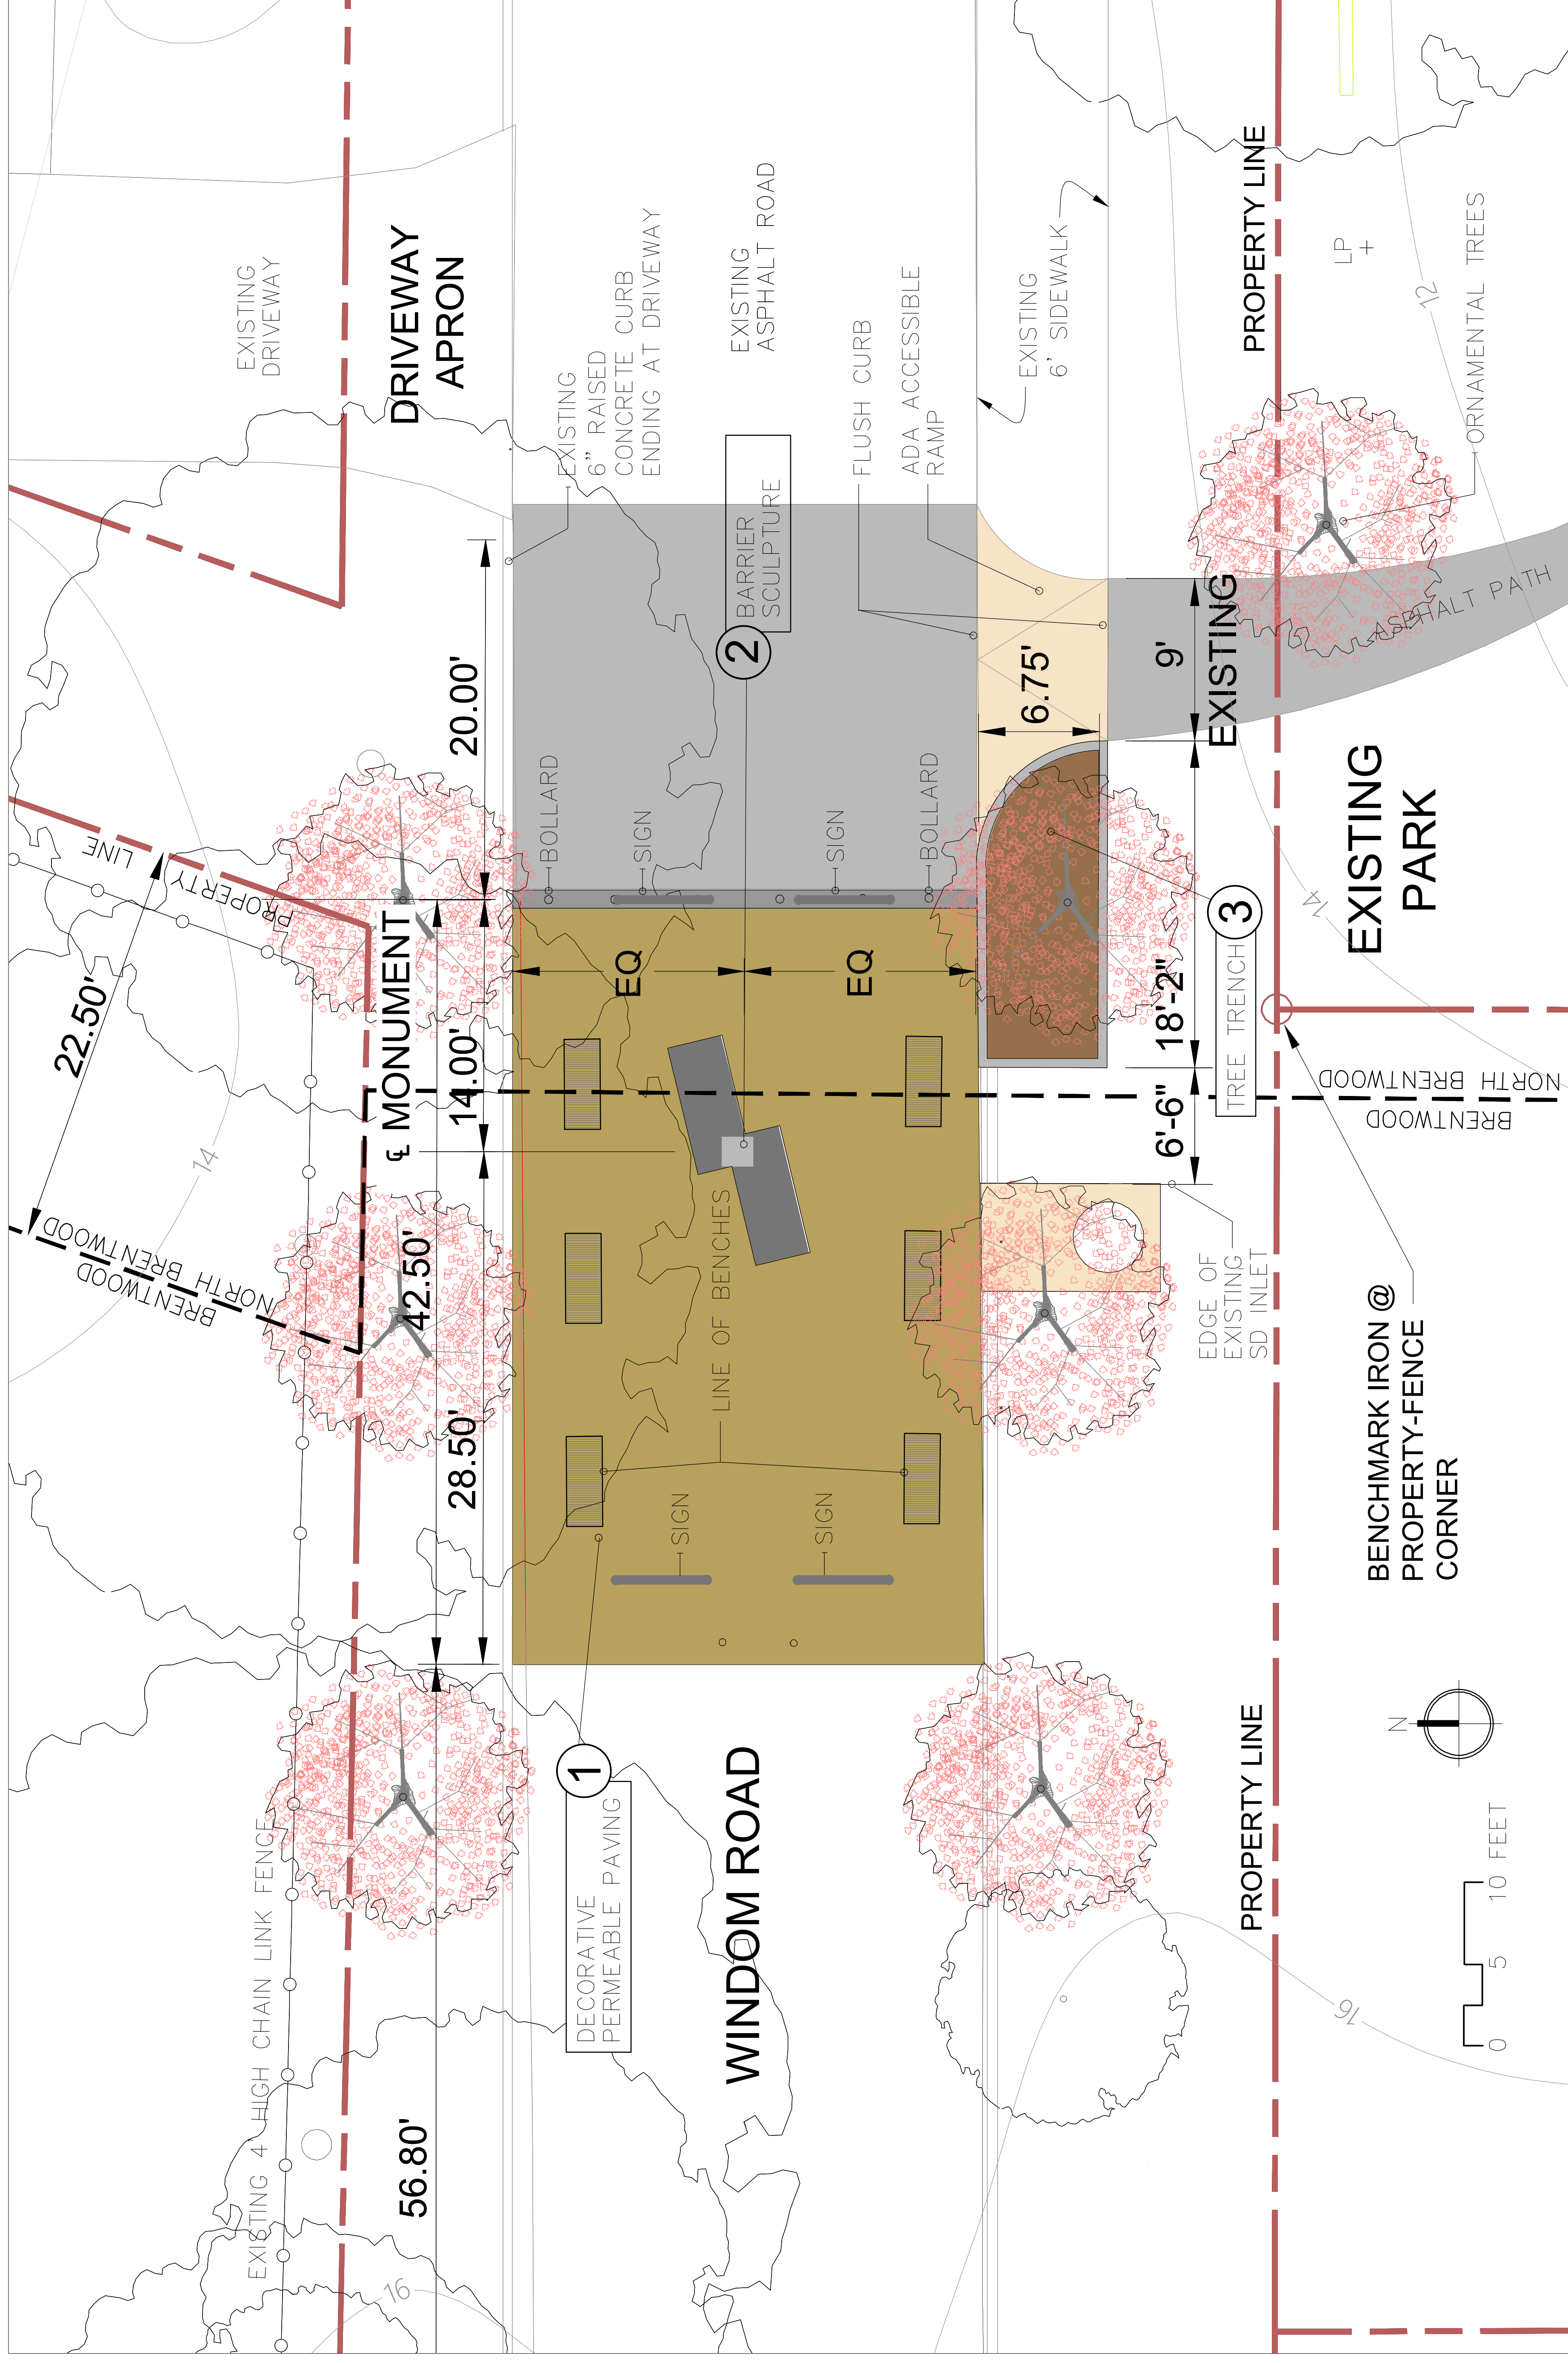 EXISTING 4' HIGH CHAIN LINK FENCE
22.50'
PROPERTY
LINE
NORTH BRENTWOOD
BRENTWOOD
14
16
EXISTING
DRIVEWAY
DRIVEWAY
APRON
56.80'
42.50'
28.50'
14.00'
20.00'
℄ MONUMENT
EXISTING
6" RAISED
CONCRETE CURB
ENDING AT DRIVEWAY
1
DECORATIVE
PERMEABLE PAVING
WINDOM ROAD
SIGN
SIGN
LINE OF BENCHES
EQ
EQ
BOLLARD
SIGN
SIGN
BOLLARD
2
BARRIER
SCULPTURE
EXISTING
ASPHALT ROAD
FLUSH CURB
ADA ACCESSIBLE
RAMP
EXISTING
6' SIDEWALK
6.75'
9'
18'-2"
6'-6"
EXISTING
ASPHALT PATH
3
TREE TRENCH
EDGE OF
EXISTING
SD INLET
PROPERTY LINE
PROPERTY LINE
LP
12
ORNAMENTAL TREES
EXISTING
PARK
14
NORTH BRENTWOOD
BRENTWOOD
BENCHMARK IRON @
PROPERTY-FENCE
CORNER
16
N
0 5 10 FEET